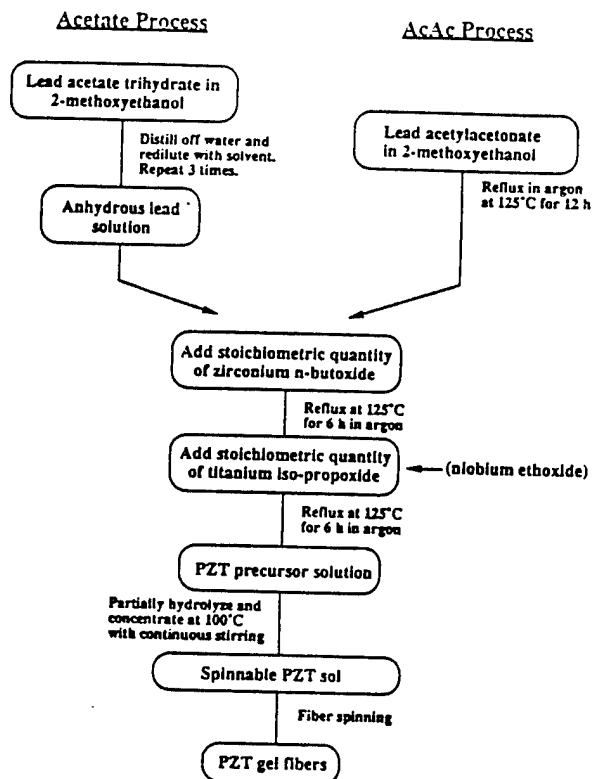 Acetate Process
AcAc Process
Lead acetate trihydrate in
2-methoxyethanol
Distill off water and
redilute with solvent.
Repeat 3 times.
Anhydrous lead
solution
Lead acetylacetonate
in 2-methoxyethanol
Reflux in argon
at 125°C for 12 h
Add stoichiometric quantity
of zirconium n-butoxide
Reflux at 125°C
for 6 h in argon
Add stoichiometric quantity
of titanium iso-propoxide
(niobium ethoxide)
Reflux at 125°C
for 6 h in argon
PZT precursor solution
Partially hydrolyze and
concentrate at 100°C
with continuous stirring
Spinnable PZT sol
Fiber spinning
PZT gel fibers